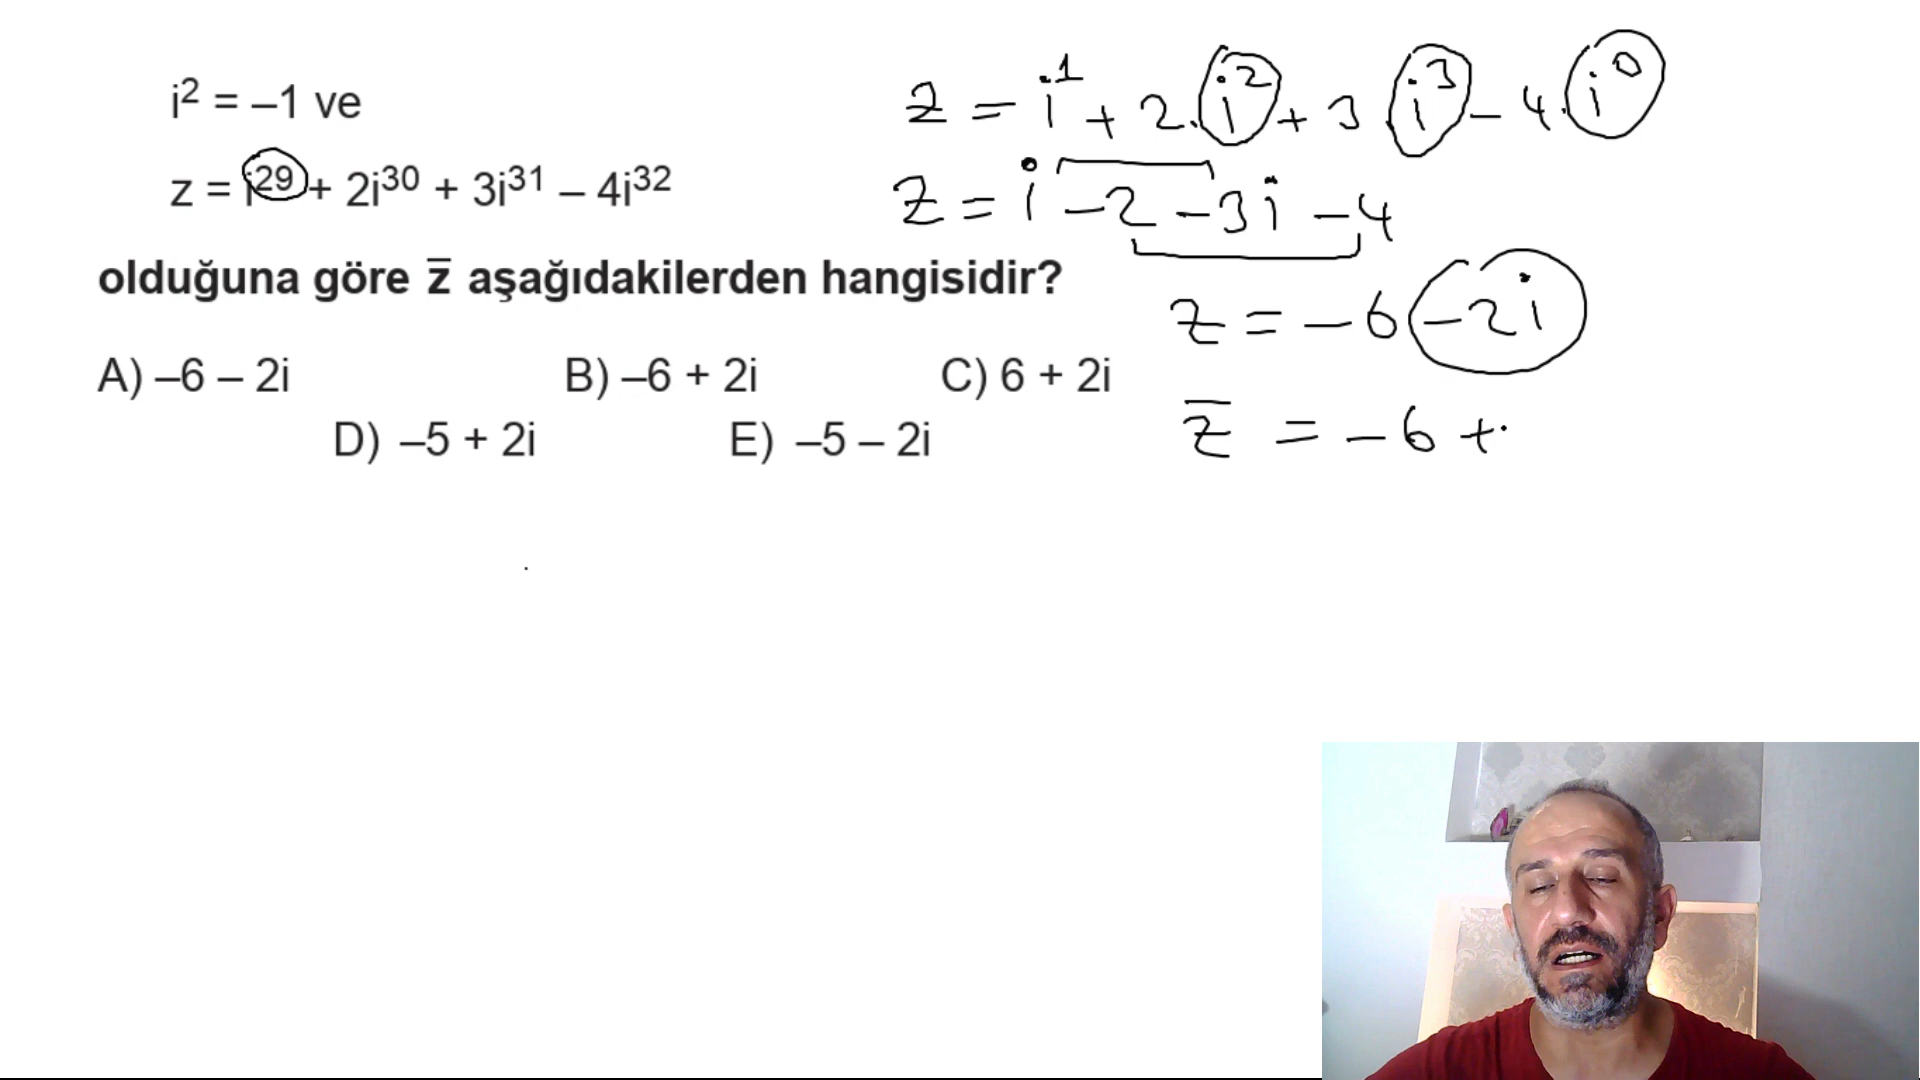 i² = –1 ve
z = i²⁹ + 2i³⁰ + 3i³¹ – 4i³²
olduğuna göre z̅ aşağıdakilerden hangisidir?
A) –6 – 2i B) –6 + 2i C) 6 + 2i
D) –5 + 2i E) –5 – 2i
z = i¹ + 2.i² + 3 i³ – 4.i⁰
z = i – 2 – 3i – 4
z = – 6 – 2i
z̅ = – 6 +